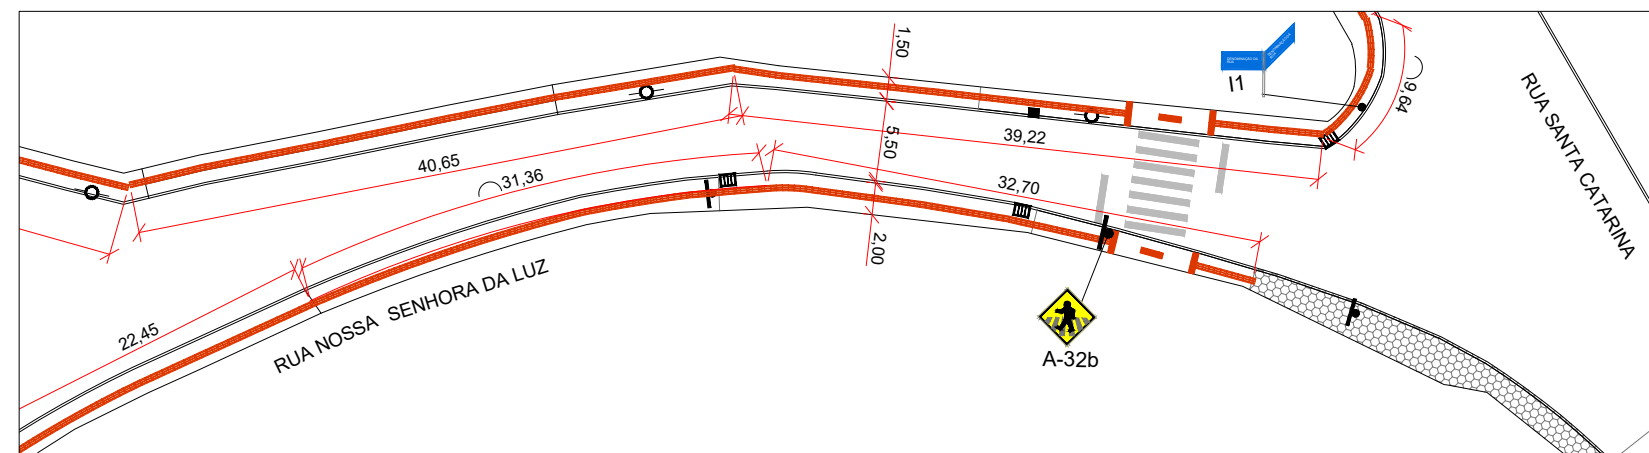 1,50
I1
9,64
RUA SANTA CATARINA
39,22
5,50
40,65
31,36
32,70
2,00
RUA NOSSA SENHORA DA LUZ
22,45
A-32b